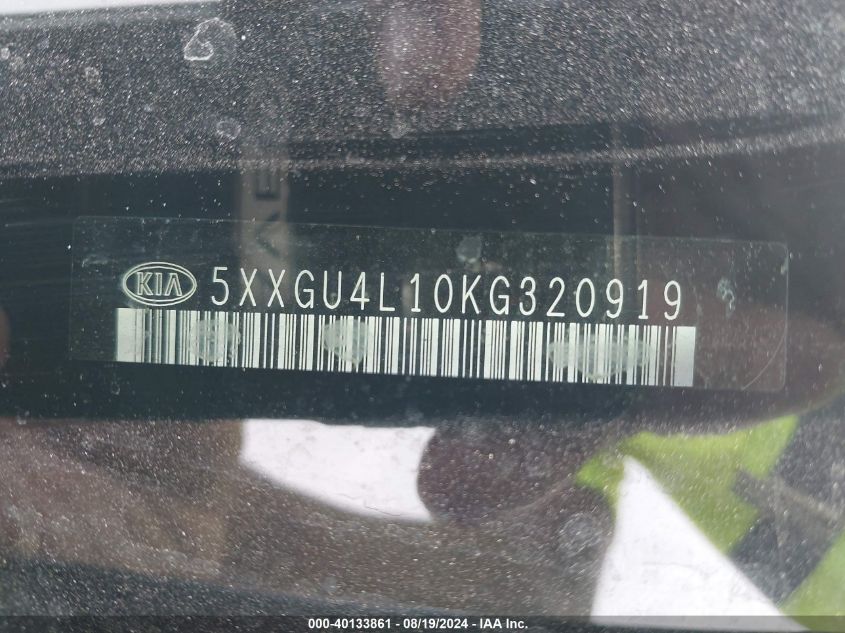 KIA 5XXGU4L10KG320919
000-40133861 - 08/19/2024 - IAA Inc.